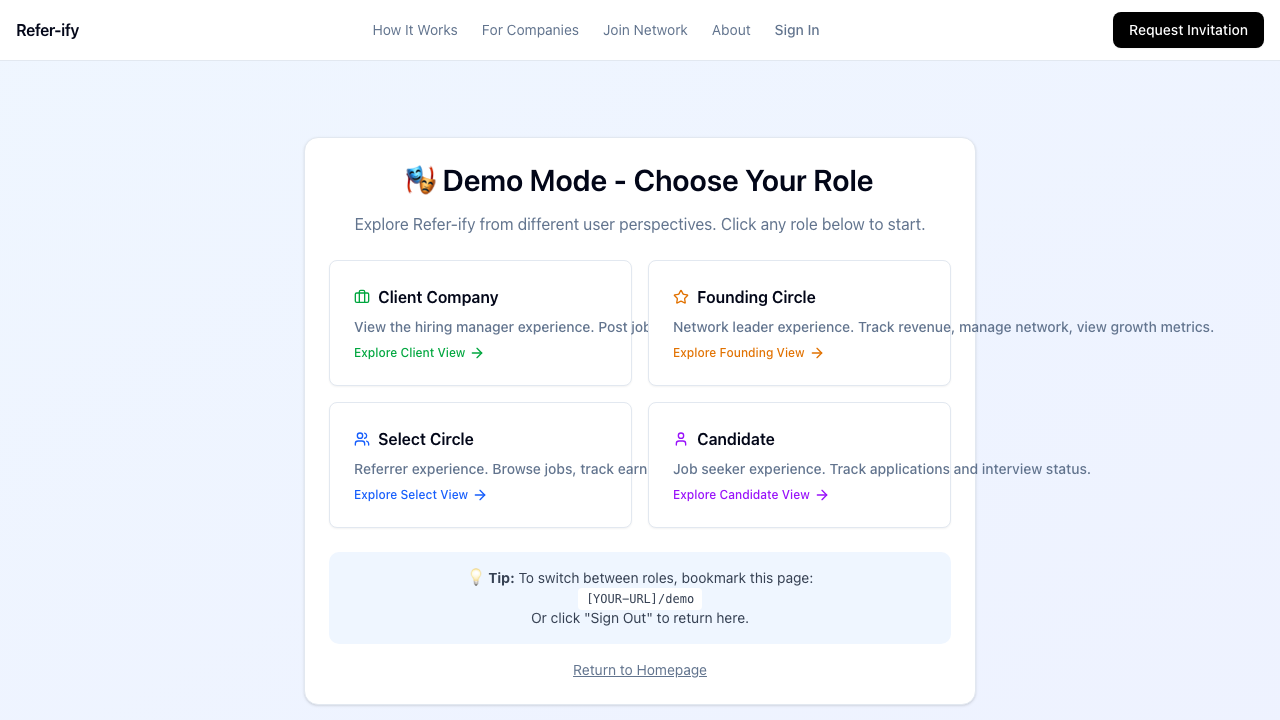 Refer-ify
How It Works
For Companies
Join Network
About
Sign In
Request Invitation
Demo Mode - Choose Your Role
Explore Refer-ify from different user perspectives. Click any role below to start.
Client Company
View the hiring manager experience. Post
Explore Client View
Founding Circle
Network leader experience. Track revenue, manage network, view growth metrics.
Explore Founding View
Select Circle
Referrer experience. Browse jobs, track
Explore Select View
Candidate
Job seeker experience. Track applications and interview status.
Explore Candidate View
Tip: To switch between roles, bookmark this page:
[YOUR-URL]/demo
Or click "Sign Out" to return here.
Return to Homepage